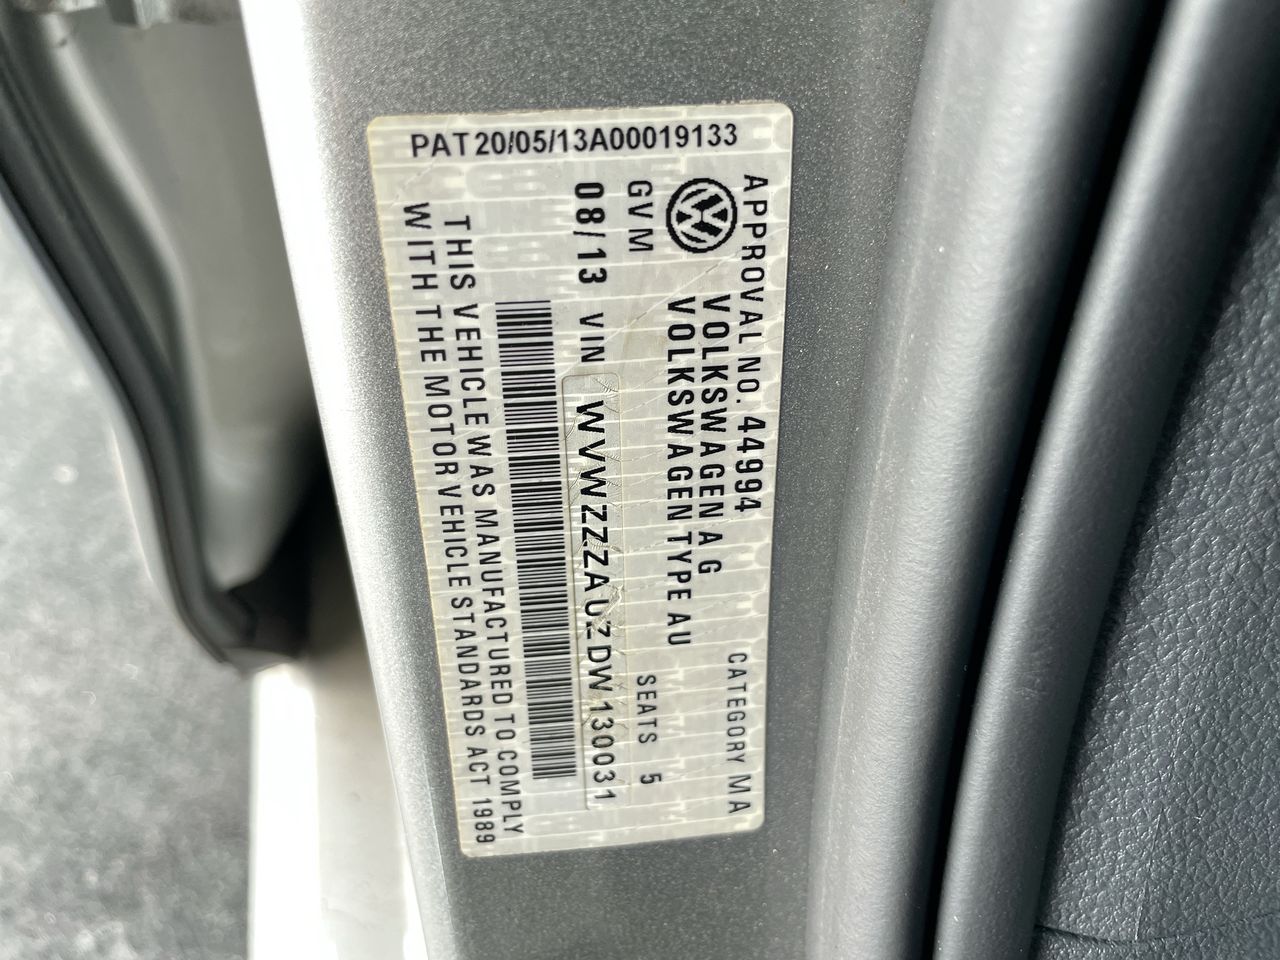 PAT20/05/13A00019133
APPROVAL NO. 44994
CATEGORY MA
VOLKSWAGEN AG
VOLKSWAGEN TYPE AU
GVM
SEATS 5
08/13 VIN WVWZZZAUZDW130031
THIS VEHICLE WAS MANUFACTURED TO COMPLY
WITH THE MOTOR VEHICLE STANDARDS ACT 1989